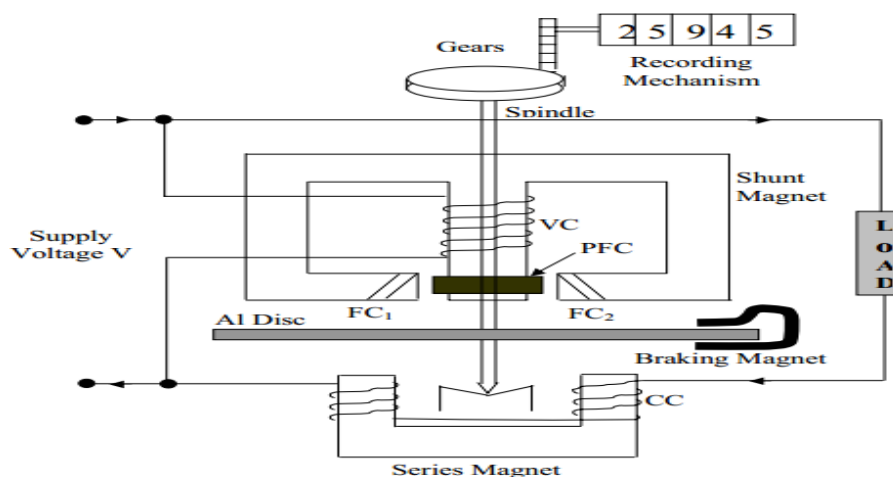 2 5 9 4 5
Gears
Recording
Mechanism
Spindle
Shunt
Magnet
VC
Supply
Voltage V
PFC
L
o
A
D
FC₁
FC₂
Al Disc
Braking Magnet
CC
Series Magnet